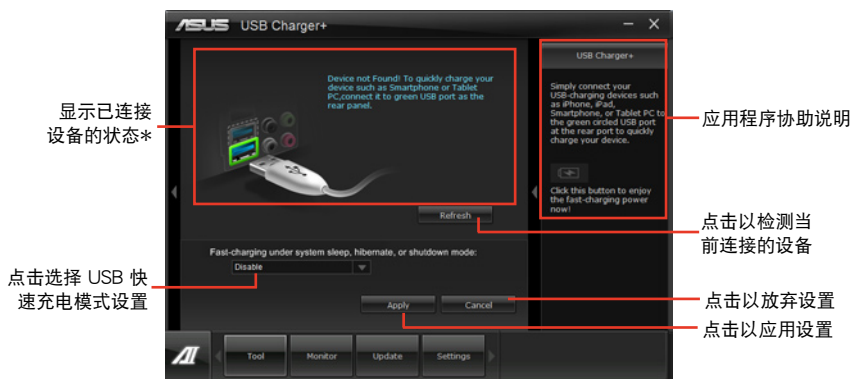 ASUS USB Charger+
Device not Found! To quickly charge your
device such as Smartphone or Tablet
PC,connect it to green USB port as the
rear panel.
USB Charger+
Simply connect your
USB-charging devices such
as iPhone, iPad,
Smartphone, or Tablet PC to
the green circled USB port
at the rear port to quickly
charge your device.
Click this button to enjoy
the fast-charging power
now!
显示已连接
设备的状态*
应用程序协助说明
Refresh
点击以检测当
前连接的设备
Fast-charging under system sleep, hibernate, or shutdown mode:
Disable
点击选择 USB 快
速充电模式设置
Apply
Cancel
点击以放弃设置
点击以应用设置
AI
Tool
Monitor
Update
Settings